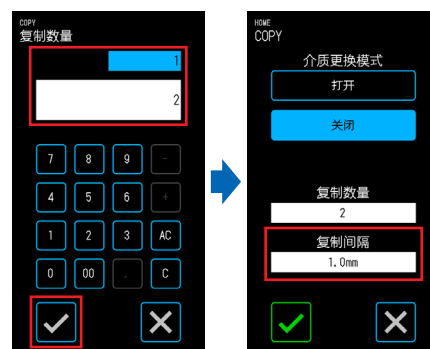 COPY
复制数量
1
2
7 8 9 -
4 5 6 +
1 2 3 AC
0 00 . C
HOME
COPY
介质更换模式
打开
关闭
复制数量
2
复制间隔
1.0mm